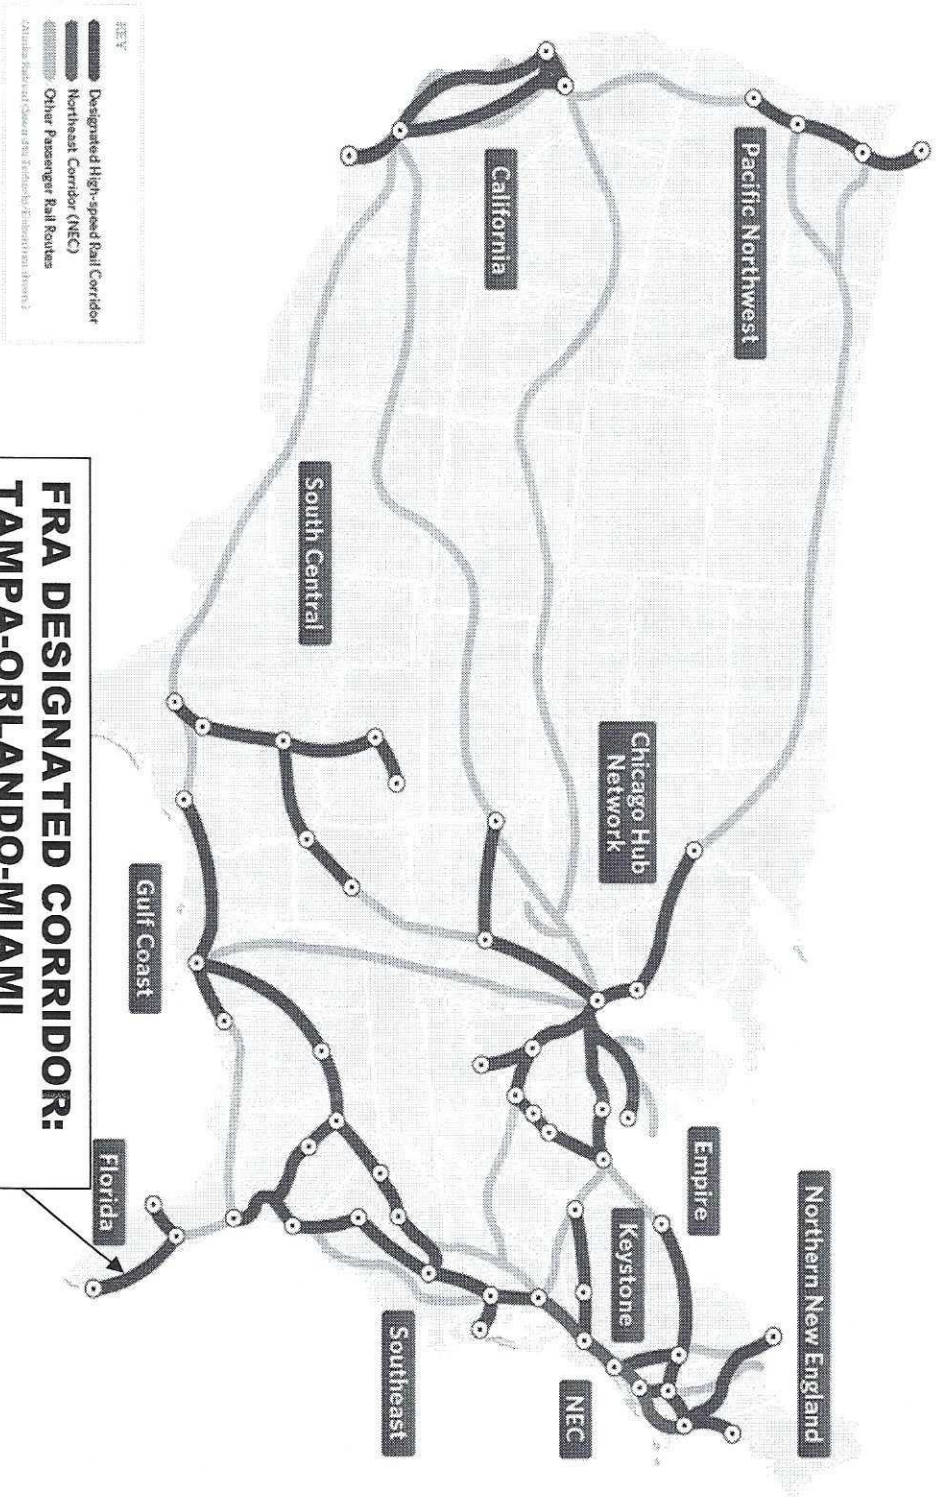 Pacific Northwest
California
South Central
Chicago Hub
Network
Gulf Coast
Florida
Empire
Keystone
Northern New England
NEC
Southeast
KEY
Designated High-speed Rail Corridor
Northeast Corridor (NEC)
Other Passenger Rail Routes
FRA DESIGNATED CORRIDOR:
TAMPA-ORLANDO-MIAMI